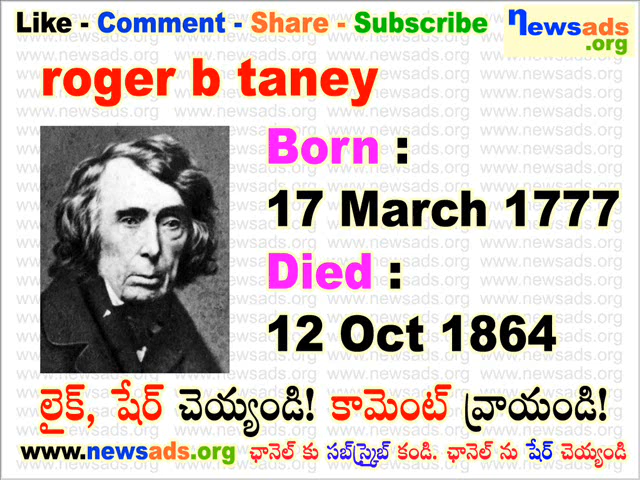 Like - Comment - Share - Subscribe
newsads
.org
roger b taney
Born :
17 March 1777
Died :
12 Oct 1864
లైక్, షేర్ చెయ్యండి! కామెంట్ వ్రాయండి!
www.newsads.org ఛానెల్ కు సబ్‌స్క్రైబ్ కండి. ఛానెల్ ను షేర్ చెయ్యండి